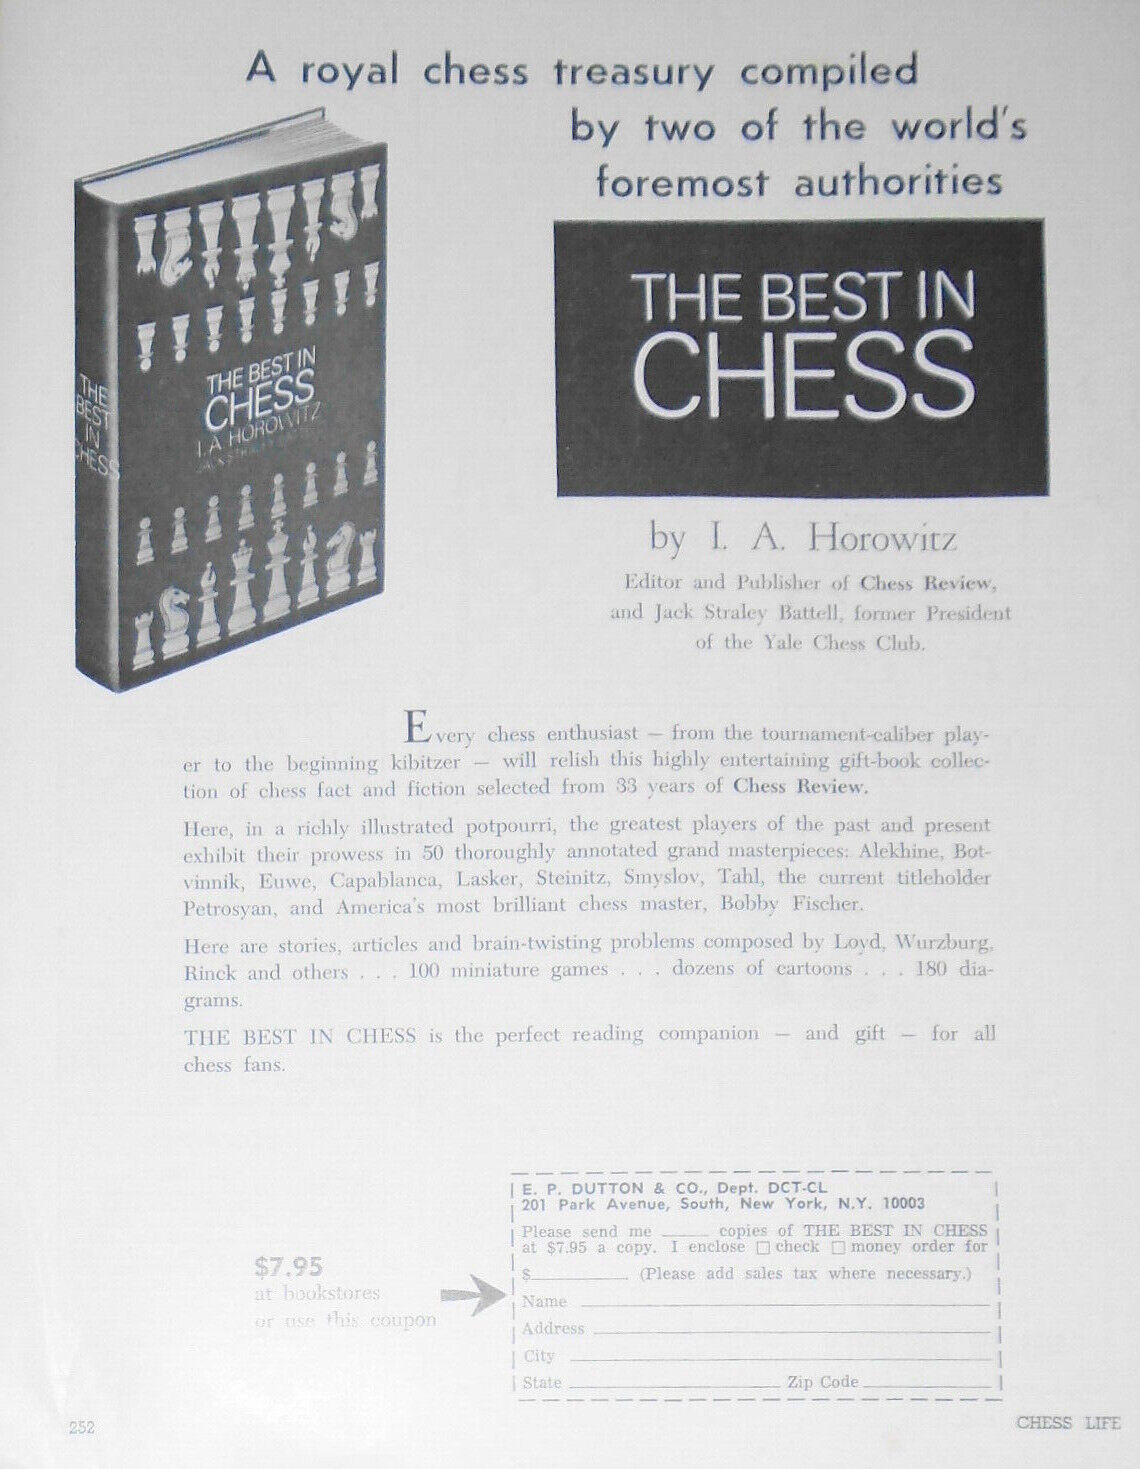 A royal chess treasury compiled
by two of the world's
foremost authorities
THE BEST IN
CHESS
THE BEST IN
CHESS
I. A. HOROWITZ
THE
BEST
IN
CHESS
by I. A. Horowitz
Editor and Publisher of Chess Review,
and Jack Straley Battell, former President
of the Yale Chess Club.
Every chess enthusiast — from the tournament-caliber play-
er to the beginning kibitzer — will relish this highly entertaining gift-book collec-
tion of chess fact and fiction selected from 33 years of Chess Review.
Here, in a richly illustrated potpourri, the greatest players of the past and present
exhibit their prowess in 50 thoroughly annotated grand masterpieces: Alekhine, Bot-
vinnik, Euwe, Capablanca, Lasker, Steinitz, Smyslov, Tahl, the current titleholder
Petrosyan, and America's most brilliant chess master, Bobby Fischer.
Here are stories, articles and brain-twisting problems composed by Loyd, Wurzburg,
Rinck and others . . . 100 miniature games . . . dozens of cartoons . . . 180 dia-
grams.
THE BEST IN CHESS is the perfect reading companion — and gift — for all
chess fans.
$7.95
at bookstores
or use this coupon
E. P. DUTTON & CO., Dept. DCT-CL
201 Park Avenue, South, New York, N.Y. 10003
Please send me ______ copies of THE BEST IN CHESS
at $7.95 a copy. I enclose □ check □ money order for
$__________ (Please add sales tax where necessary.)
Name
Address
City
State ____________ Zip Code
252
CHESS LIFE